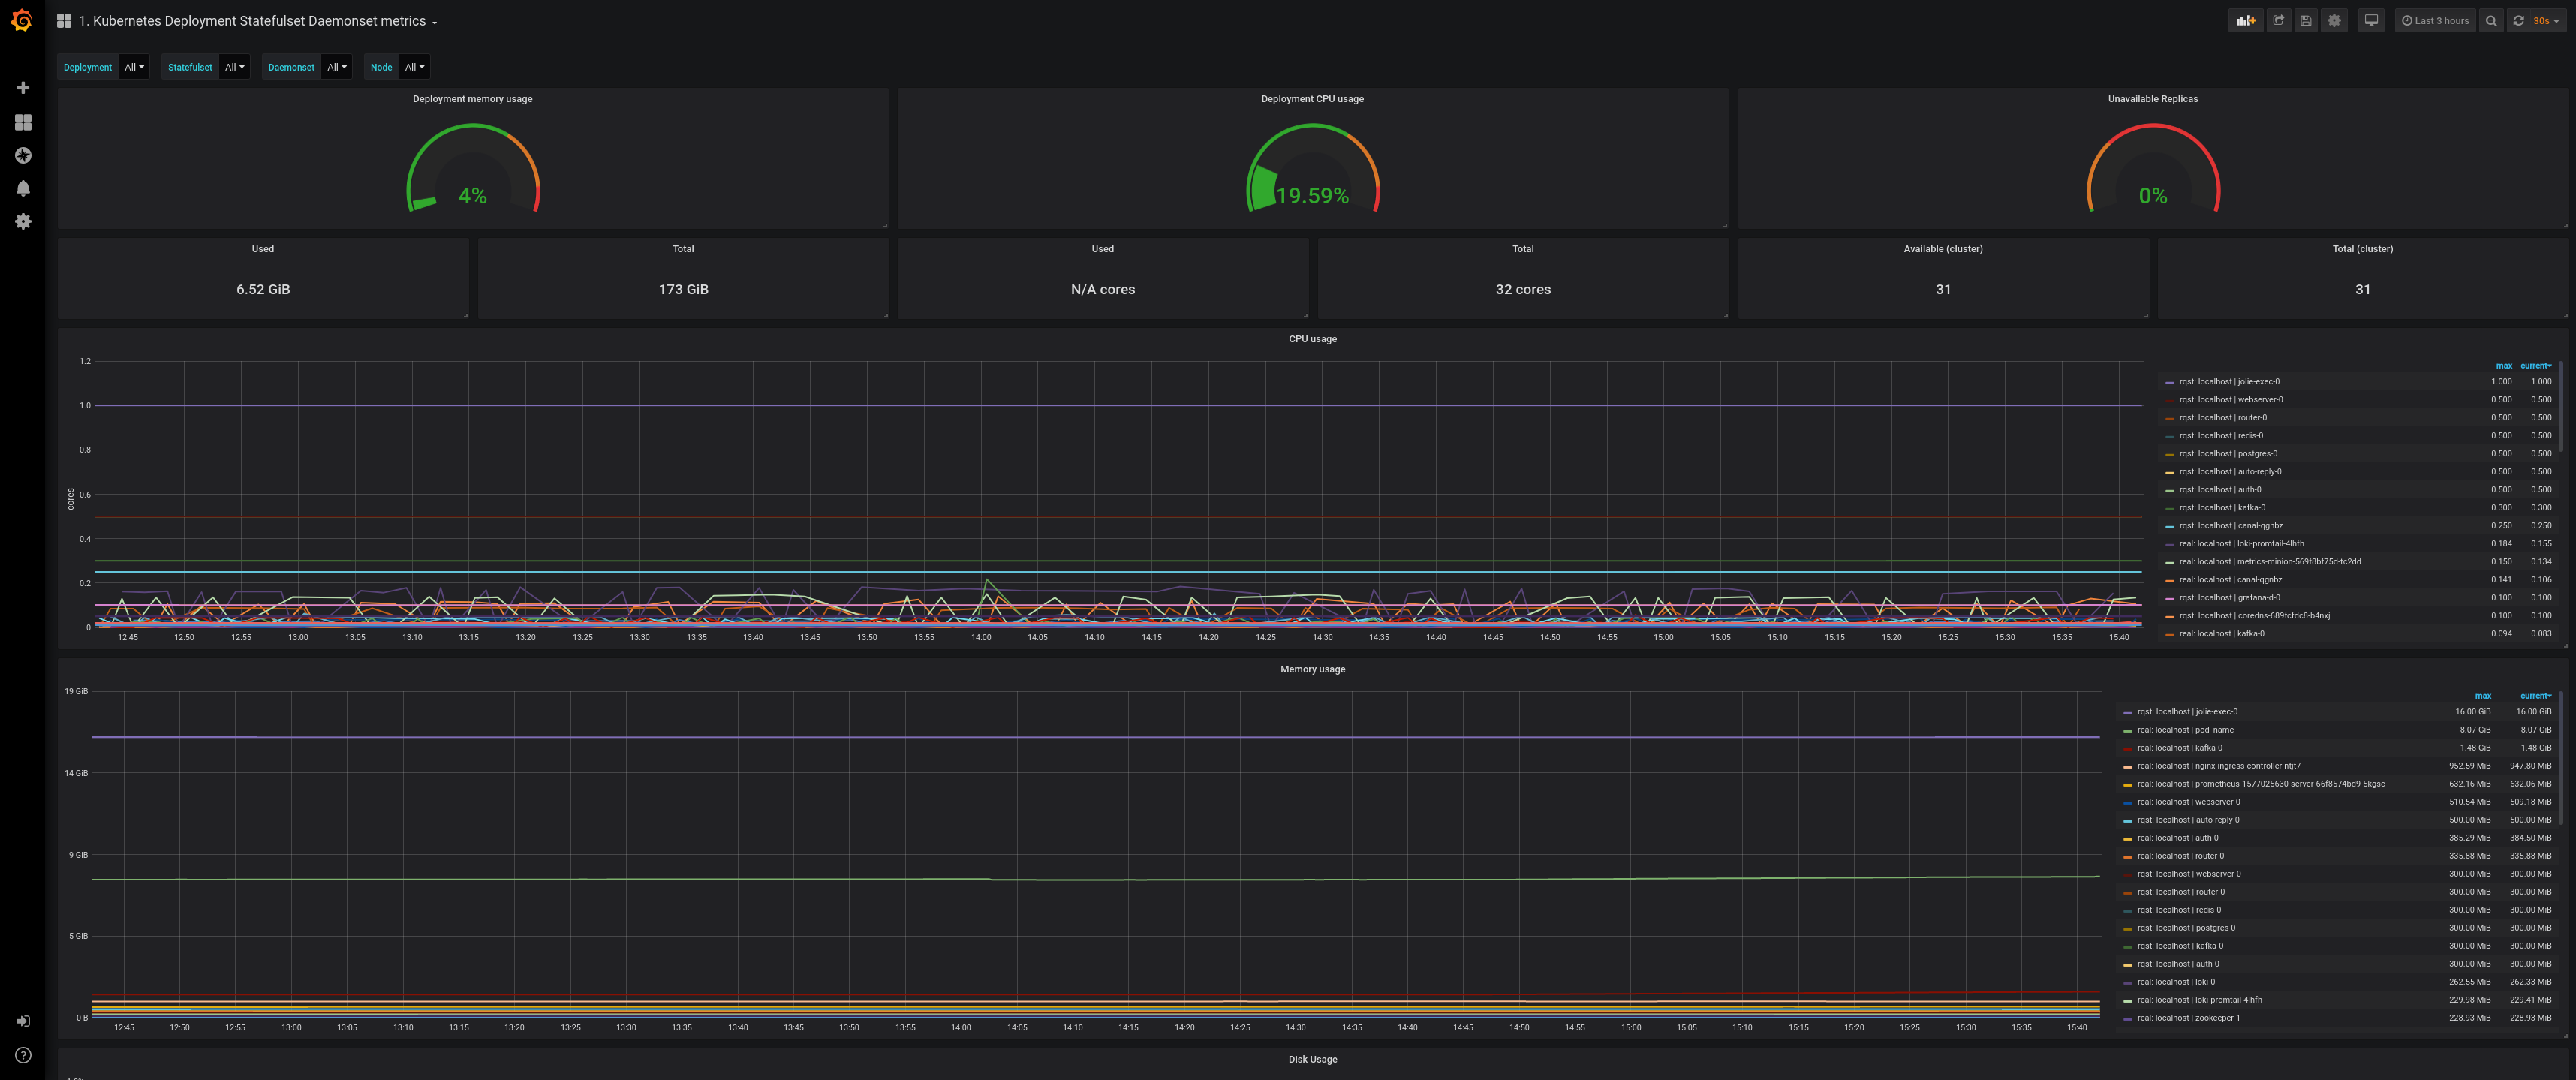 1. Kubernetes Deployment Statefulset Daemonset metrics
Last 3 hours
30s
Deployment All Statefulset All Daemonset All Node All
Deployment memory usage
4%
Deployment CPU usage
19.59%
Unavailable Replicas
0%
Used
6.52 GiB
Total
173 GiB
Used
N/A cores
Total
32 cores
Available (cluster)
31
Total (cluster)
31
CPU usage
cores
1.2
1.0
0.8
0.6
0.4
0.2
0
12:45 12:50 12:55 13:00 13:05 13:10 13:15 13:20 13:25 13:30 13:35 13:40 13:45 13:50 13:55 14:00 14:05 14:10 14:15 14:20 14:25 14:30 14:35 14:40 14:45 14:50 14:55 15:00 15:05 15:10 15:15 15:20 15:25 15:30 15:35 15:40
max current
rqst: localhost | jolie-exec-0 1.000 1.000
rqst: localhost | webserver-0 0.500 0.500
rqst: localhost | router-0 0.500 0.500
rqst: localhost | redis-0 0.500 0.500
rqst: localhost | postgres-0 0.500 0.500
rqst: localhost | auto-reply-0 0.500 0.500
rqst: localhost | auth-0 0.500 0.500
rqst: localhost | kafka-0 0.300 0.300
rqst: localhost | canal-qgnbz 0.250 0.250
real: localhost | loki-promtail-4lhfh 0.184 0.155
real: localhost | metrics-minion-569f8bf75d-tc2dd 0.150 0.134
real: localhost | canal-qgnbz 0.141 0.106
rqst: localhost | grafana-d-0 0.100 0.100
rqst: localhost | coredns-689fcfdc8-b4nxj 0.100 0.100
real: localhost | kafka-0 0.094 0.083
Memory usage
19 GiB
14 GiB
9 GiB
5 GiB
0 B
12:45 12:50 12:55 13:00 13:05 13:10 13:15 13:20 13:25 13:30 13:35 13:40 13:45 13:50 13:55 14:00 14:05 14:10 14:15 14:20 14:25 14:30 14:35 14:40 14:45 14:50 14:55 15:00 15:05 15:10 15:15 15:20 15:25 15:30 15:35 15:40
max current
rqst: localhost | jolie-exec-0 16.00 GiB 16.00 GiB
real: localhost | pod_name 8.07 GiB 8.07 GiB
real: localhost | kafka-0 1.48 GiB 1.48 GiB
real: localhost | nginx-ingress-controller-ntjt7 952.59 MiB 947.80 MiB
real: localhost | prometheus-1577025630-server-66f8574bd9-5kgsc 632.16 MiB 632.06 MiB
real: localhost | webserver-0 510.54 MiB 509.18 MiB
rqst: localhost | auto-reply-0 500.00 MiB 500.00 MiB
real: localhost | auth-0 385.29 MiB 384.50 MiB
real: localhost | router-0 335.88 MiB 335.88 MiB
rqst: localhost | webserver-0 300.00 MiB 300.00 MiB
rqst: localhost | router-0 300.00 MiB 300.00 MiB
rqst: localhost | redis-0 300.00 MiB 300.00 MiB
rqst: localhost | postgres-0 300.00 MiB 300.00 MiB
rqst: localhost | kafka-0 300.00 MiB 300.00 MiB
rqst: localhost | auth-0 300.00 MiB 300.00 MiB
real: localhost | loki-0 262.55 MiB 262.33 MiB
real: localhost | loki-promtail-4lhfh 229.98 MiB 229.41 MiB
real: localhost | zookeeper-1 228.93 MiB 228.93 MiB
Disk Usage